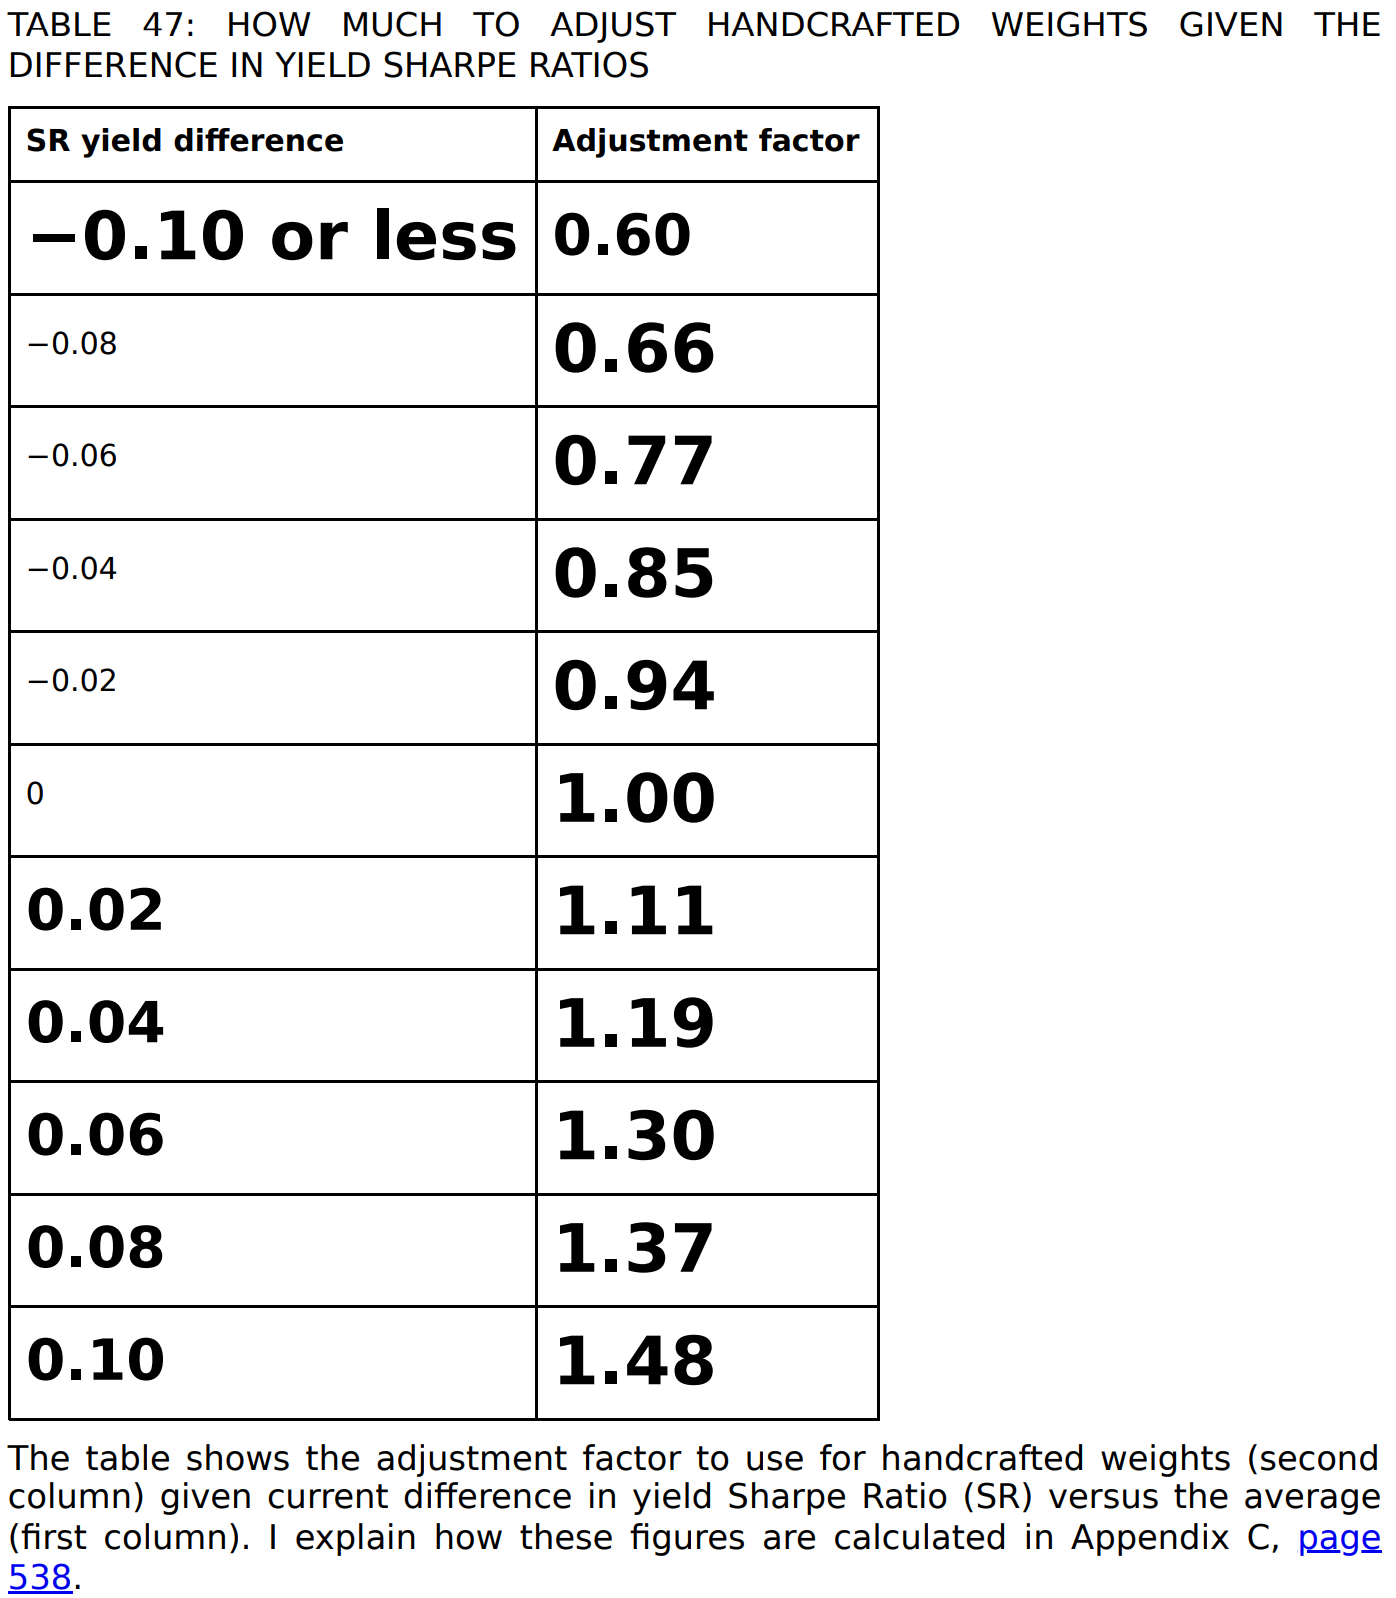 TABLE 47: HOW MUCH TO ADJUST HANDCRAFTED WEIGHTS GIVEN THE
DIFFERENCE IN YIELD SHARPE RATIOS
SR yield difference Adjustment factor
−0.10 or less 0.60
−0.08 0.66
−0.06 0.77
−0.04 0.85
−0.02 0.94
0 1.00
0.02 1.11
0.04 1.19
0.06 1.30
0.08 1.37
0.10 1.48
The table shows the adjustment factor to use for handcrafted weights (second
column) given current difference in yield Sharpe Ratio (SR) versus the average
(first column). I explain how these figures are calculated in Appendix C, page
538.